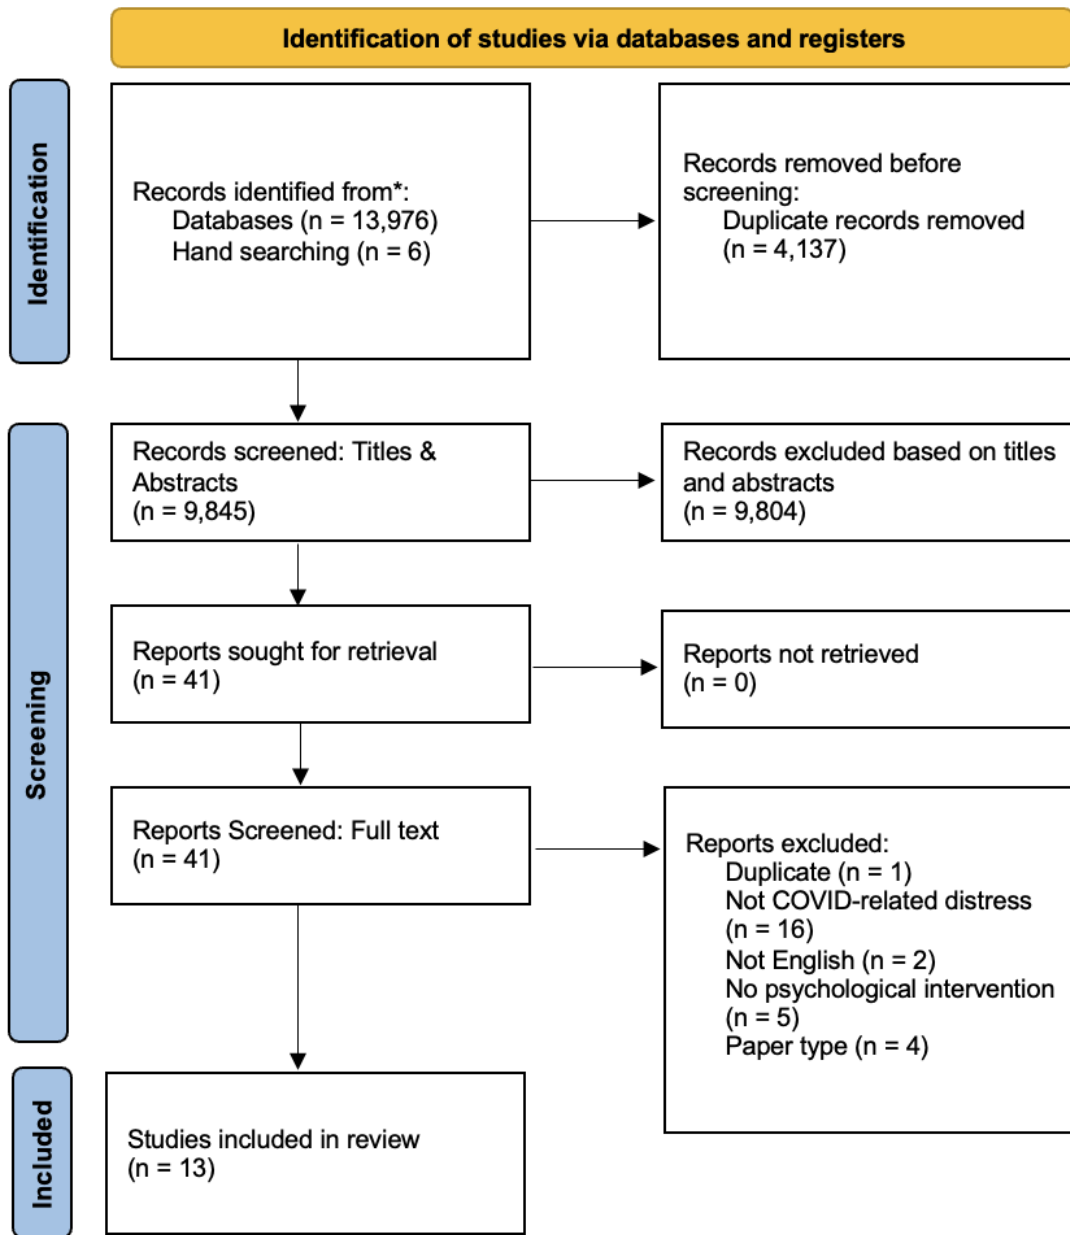 Identification of studies via databases and registers
Identification
Records identified from*:
Databases (n = 13,976)
Hand searching (n = 6)
Records removed before
screening:
Duplicate records removed
(n = 4,137)
Screening
Records screened: Titles &
Abstracts
(n = 9,845)
Records excluded based on titles
and abstracts
(n = 9,804)
Reports sought for retrieval
(n = 41)
Reports not retrieved
(n = 0)
Reports Screened: Full text
(n = 41)
Reports excluded:
Duplicate (n = 1)
Not COVID-related distress
(n = 16)
Not English (n = 2)
No psychological intervention
(n = 5)
Paper type (n = 4)
Included
Studies included in review
(n = 13)